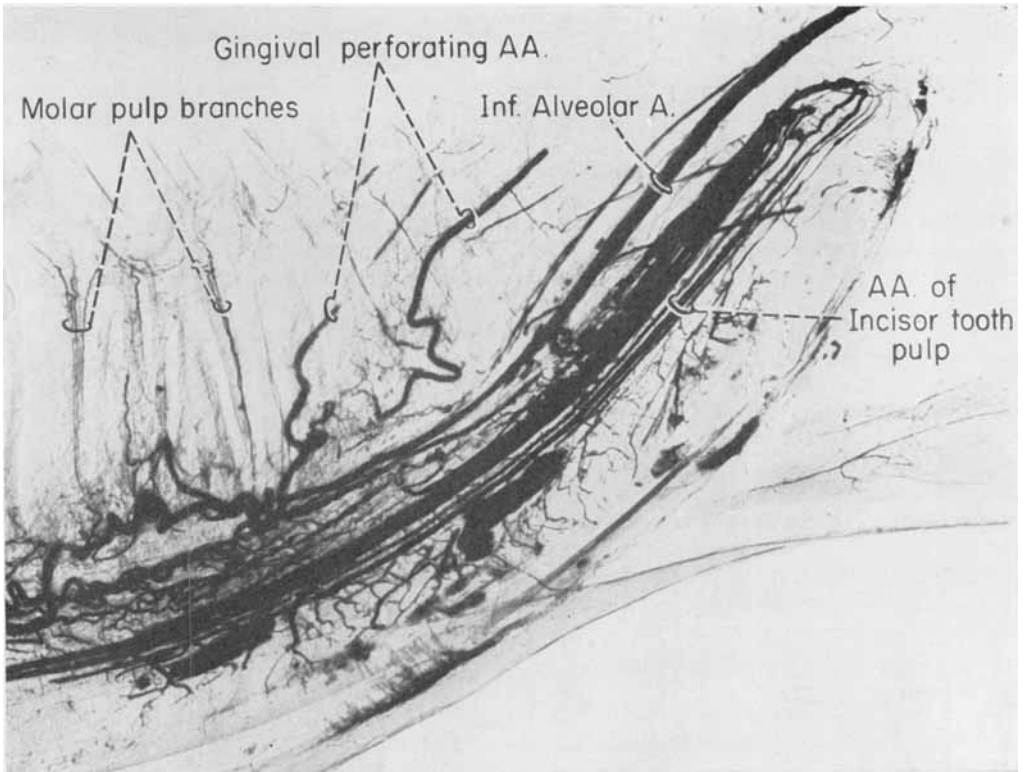 Gingival perforating AA.
Molar pulp branches
Inf. Alveolar A.
AA. of
Incisor tooth
pulp